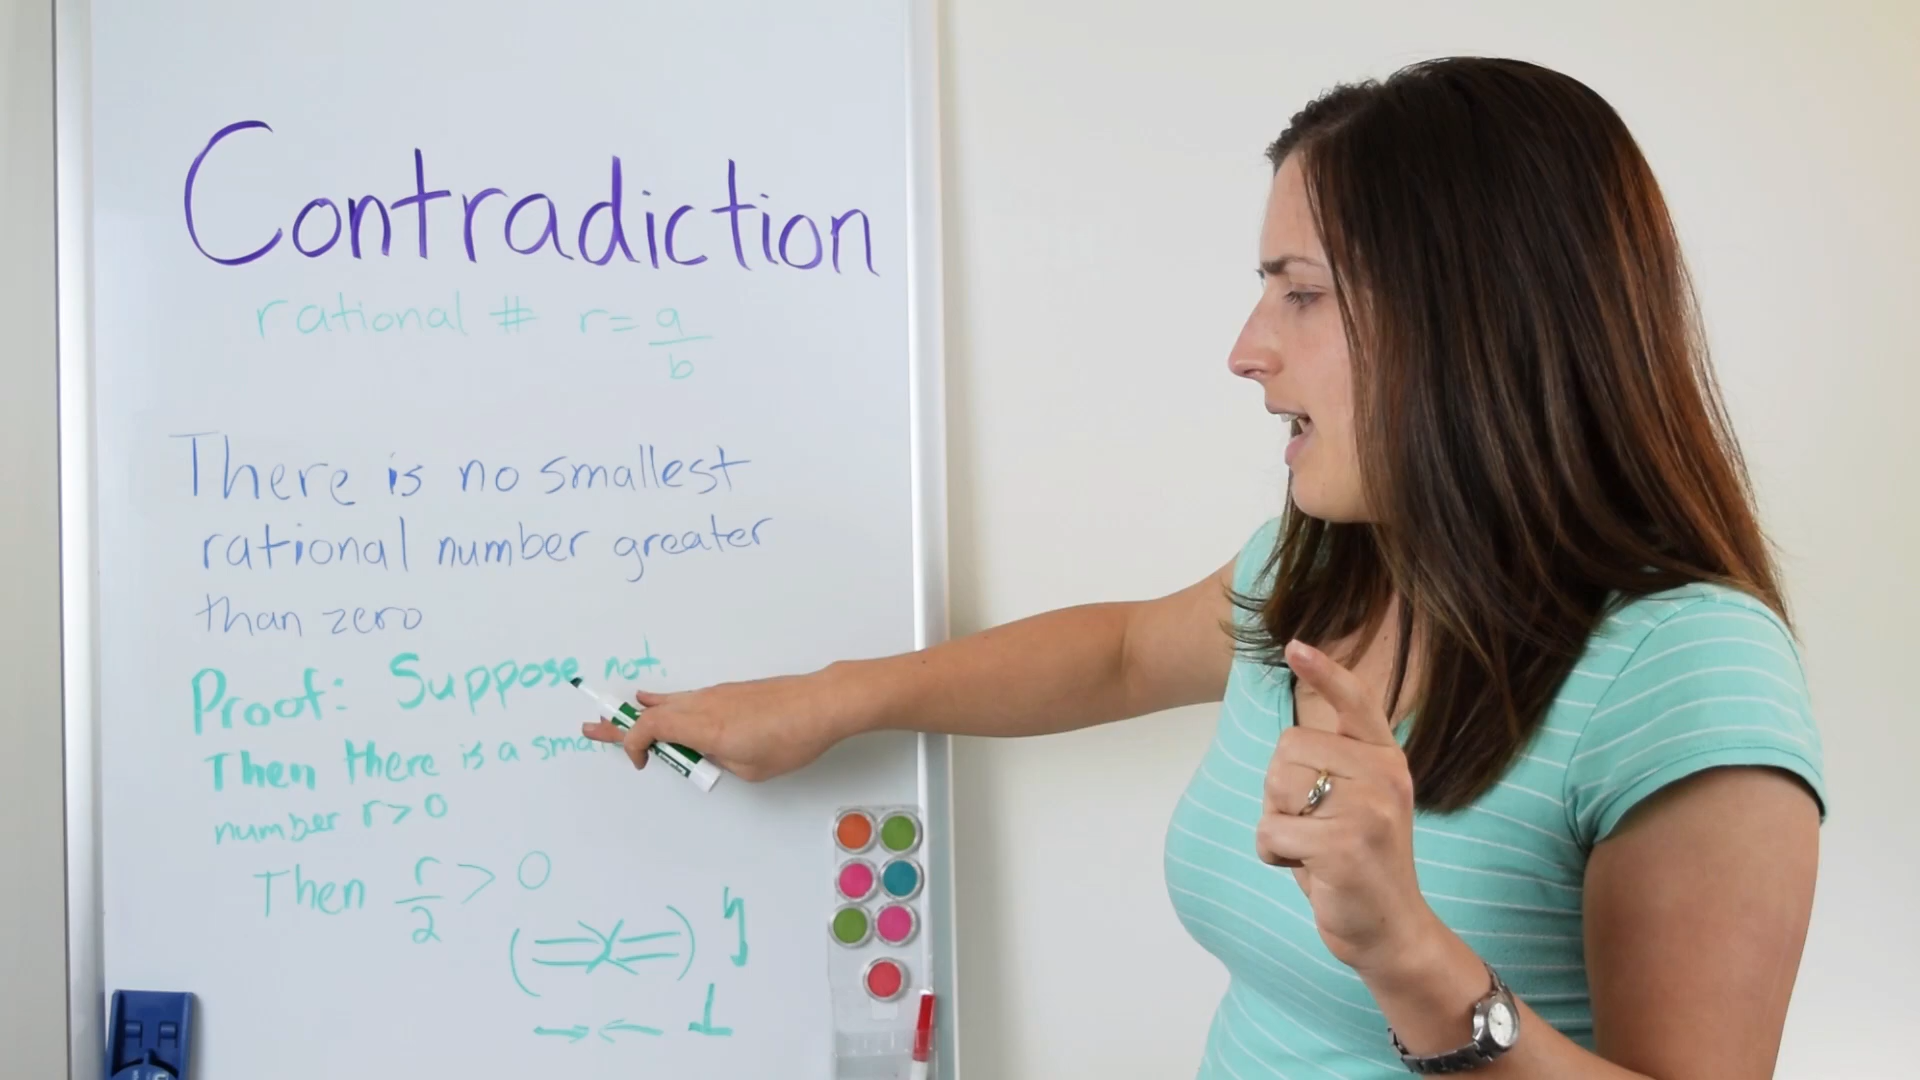 Contradiction
rational # r = a/b
There is no smallest
rational number greater
than zero
Proof: Suppose not.
Then there is a
number r > 0
Then r/2 > 0
(⇒⇐)
→← ⊥